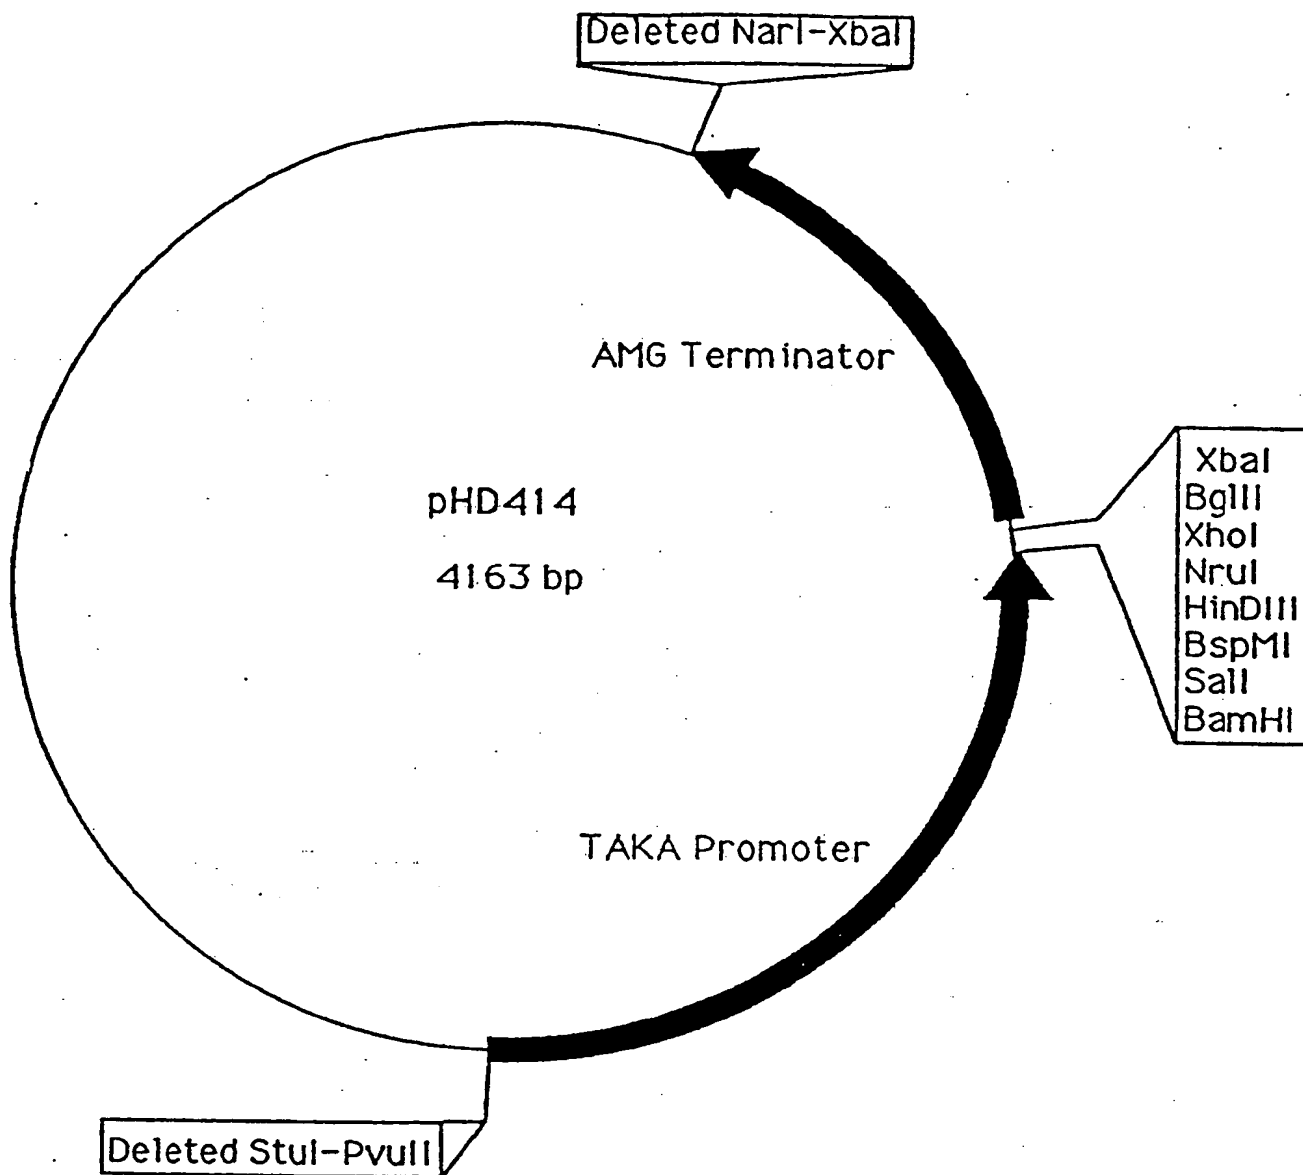 Deleted NarI-XbaI
AMG Terminator
pHD414
4163 bp
XbaI
BglII
XhoI
NruI
HinDIII
BspMI
SalI
BamHI
TAKA Promoter
Deleted StuI-PvuII